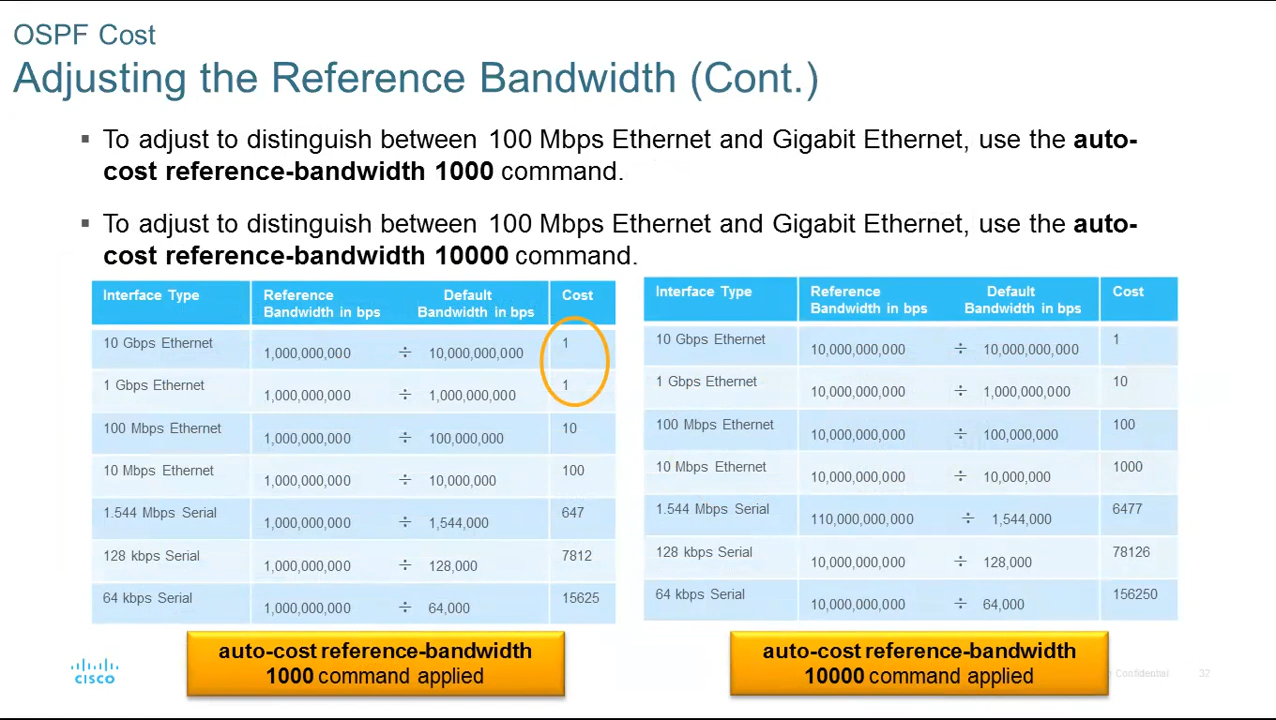 OSPF Cost
Adjusting the Reference Bandwidth (Cont.)
▪ To adjust to distinguish between 100 Mbps Ethernet and Gigabit Ethernet, use the auto-
cost reference-bandwidth 1000 command.
▪ To adjust to distinguish between 100 Mbps Ethernet and Gigabit Ethernet, use the auto-
cost reference-bandwidth 10000 command.
Interface Type Reference Bandwidth in bps Default Bandwidth in bps Cost
10 Gbps Ethernet 1,000,000,000 ÷ 10,000,000,000 1
1 Gbps Ethernet 1,000,000,000 ÷ 1,000,000,000 1
100 Mbps Ethernet 1,000,000,000 ÷ 100,000,000 10
10 Mbps Ethernet 1,000,000,000 ÷ 10,000,000 100
1.544 Mbps Serial 1,000,000,000 ÷ 1,544,000 647
128 kbps Serial 1,000,000,000 ÷ 128,000 7812
64 kbps Serial 1,000,000,000 ÷ 64,000 15625
auto-cost reference-bandwidth
1000 command applied
Interface Type Reference Bandwidth in bps Default Bandwidth in bps Cost
10 Gbps Ethernet 10,000,000,000 ÷ 10,000,000,000 1
1 Gbps Ethernet 10,000,000,000 ÷ 1,000,000,000 10
100 Mbps Ethernet 10,000,000,000 ÷ 100,000,000 100
10 Mbps Ethernet 10,000,000,000 ÷ 10,000,000 1000
1.544 Mbps Serial 110,000,000,000 ÷ 1,544,000 6477
128 kbps Serial 10,000,000,000 ÷ 128,000 78126
64 kbps Serial 10,000,000,000 ÷ 64,000 156250
auto-cost reference-bandwidth
10000 command applied
CISCO
Confidential 32